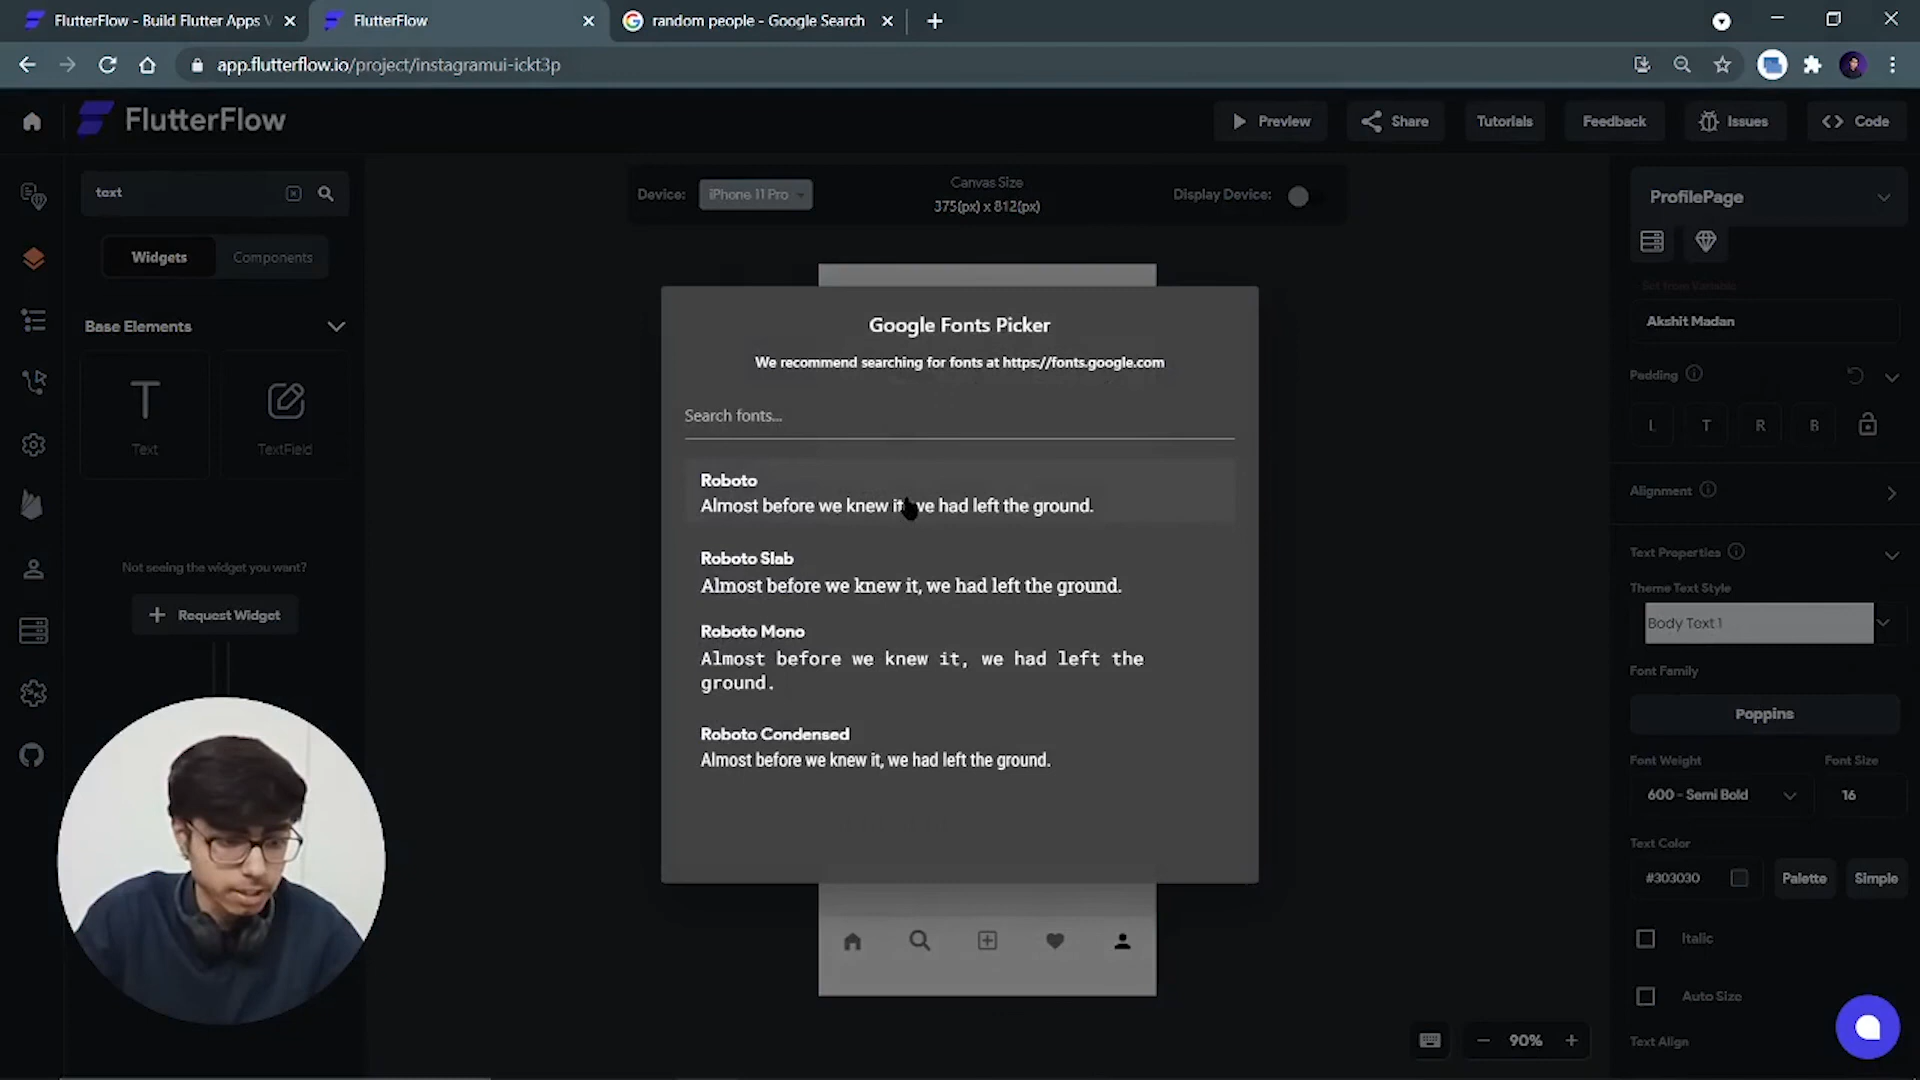 FlutterFlow - Build Flutter Apps V
FlutterFlow
random people - Google Search
app.flutterflow.io/project/instagramui-ickt3p
FlutterFlow
Preview
Share
Tutorials
Feedback
Issues
Code
text
Device:
iPhone 11 Pro
Canvas Size
375(px) x 812(px)
Display Device:
ProfilePage
Widgets
Components
Set from Variable
Akshit Madan
Base Elements
Text
TextField
Not seeing the widget you want?
Request Widget
Google Fonts Picker
We recommend searching for fonts at https://fonts.google.com
Search fonts...
Roboto
Almost before we knew it, we had left the ground.
Roboto Slab
Almost before we knew it, we had left the ground.
Roboto Mono
Almost before we knew it, we had left the
ground.
Roboto Condensed
Almost before we knew it, we had left the ground.
Padding
L
T
R
B
Alignment
Text Properties
Theme Text Style
Body Text 1
Font Family
Poppins
Font Weight
Font Size
600 - Semi Bold
16
Text Color
#303030
Palette
Simple
Italic
Auto Size
Text Align
90%